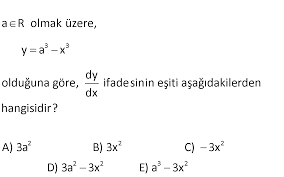 a∈R olmak üzere,
y = a³ – x³
olduğuna göre, dy/dx ifadesinin eşiti aşağıdakilerden
hangisidir?
A) 3a² B) 3x² C) –3x²
D) 3a² – 3x² E) a³ – 3x²